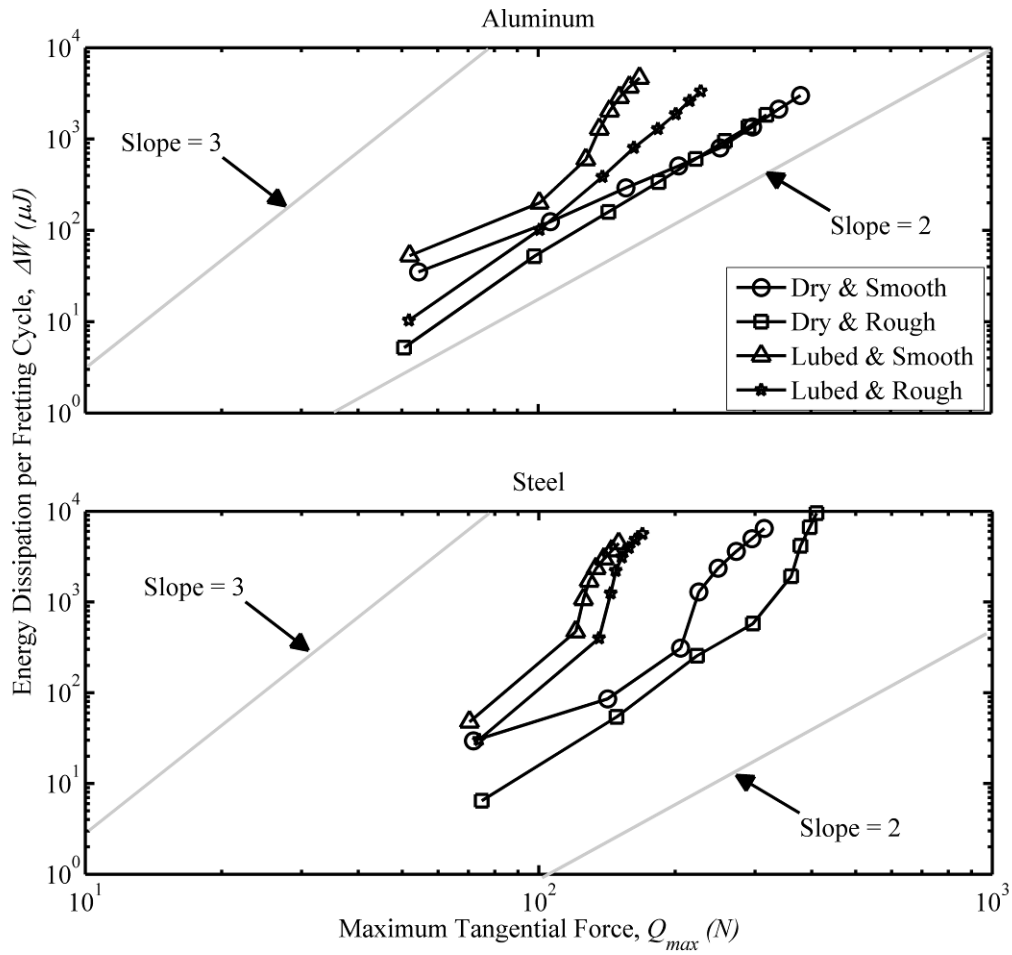 Aluminum
10^4
10^3
10^2
10^1
10^0
Slope = 3
Slope = 2
Dry & Smooth
Dry & Rough
Lubed & Smooth
Lubed & Rough
Energy Dissipation per Fretting Cycle, ΔW (μJ)
Steel
10^4
10^3
10^2
10^1
10^0
Slope = 3
Slope = 2
10^1
10^2
10^3
Maximum Tangential Force, Q_max (N)